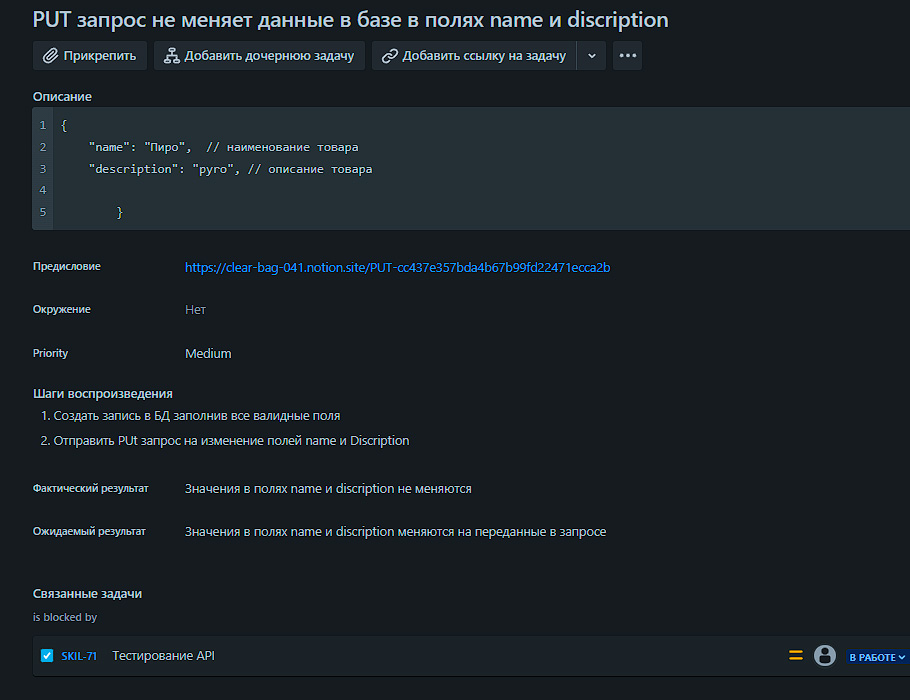 PUT запрос не меняет данные в базе в полях name и discription
Прикрепить
Добавить дочернюю задачу
Добавить ссылку на задачу
Описание
1 {
2 "name": "Пиро", // наименование товара
3 "description": "pyro", // описание товара
4
5 }
Предисловие https://clear-bag-041.notion.site/PUT-cc437e357bda4b67b99fd22471ecca2b
Окружение Нет
Priority Medium
Шаги воспроизведения
1. Создать запись в БД заполнив все валидные поля
2. Отправить PUt запрос на изменение полей name и Discription
Фактический результат Значения в полях name и discription не меняются
Ожидаемый результат Значения в полях name и discription меняются на переданные в запросе
Связанные задачи
is blocked by
SKIL-71 Тестирование API В РАБОТЕ